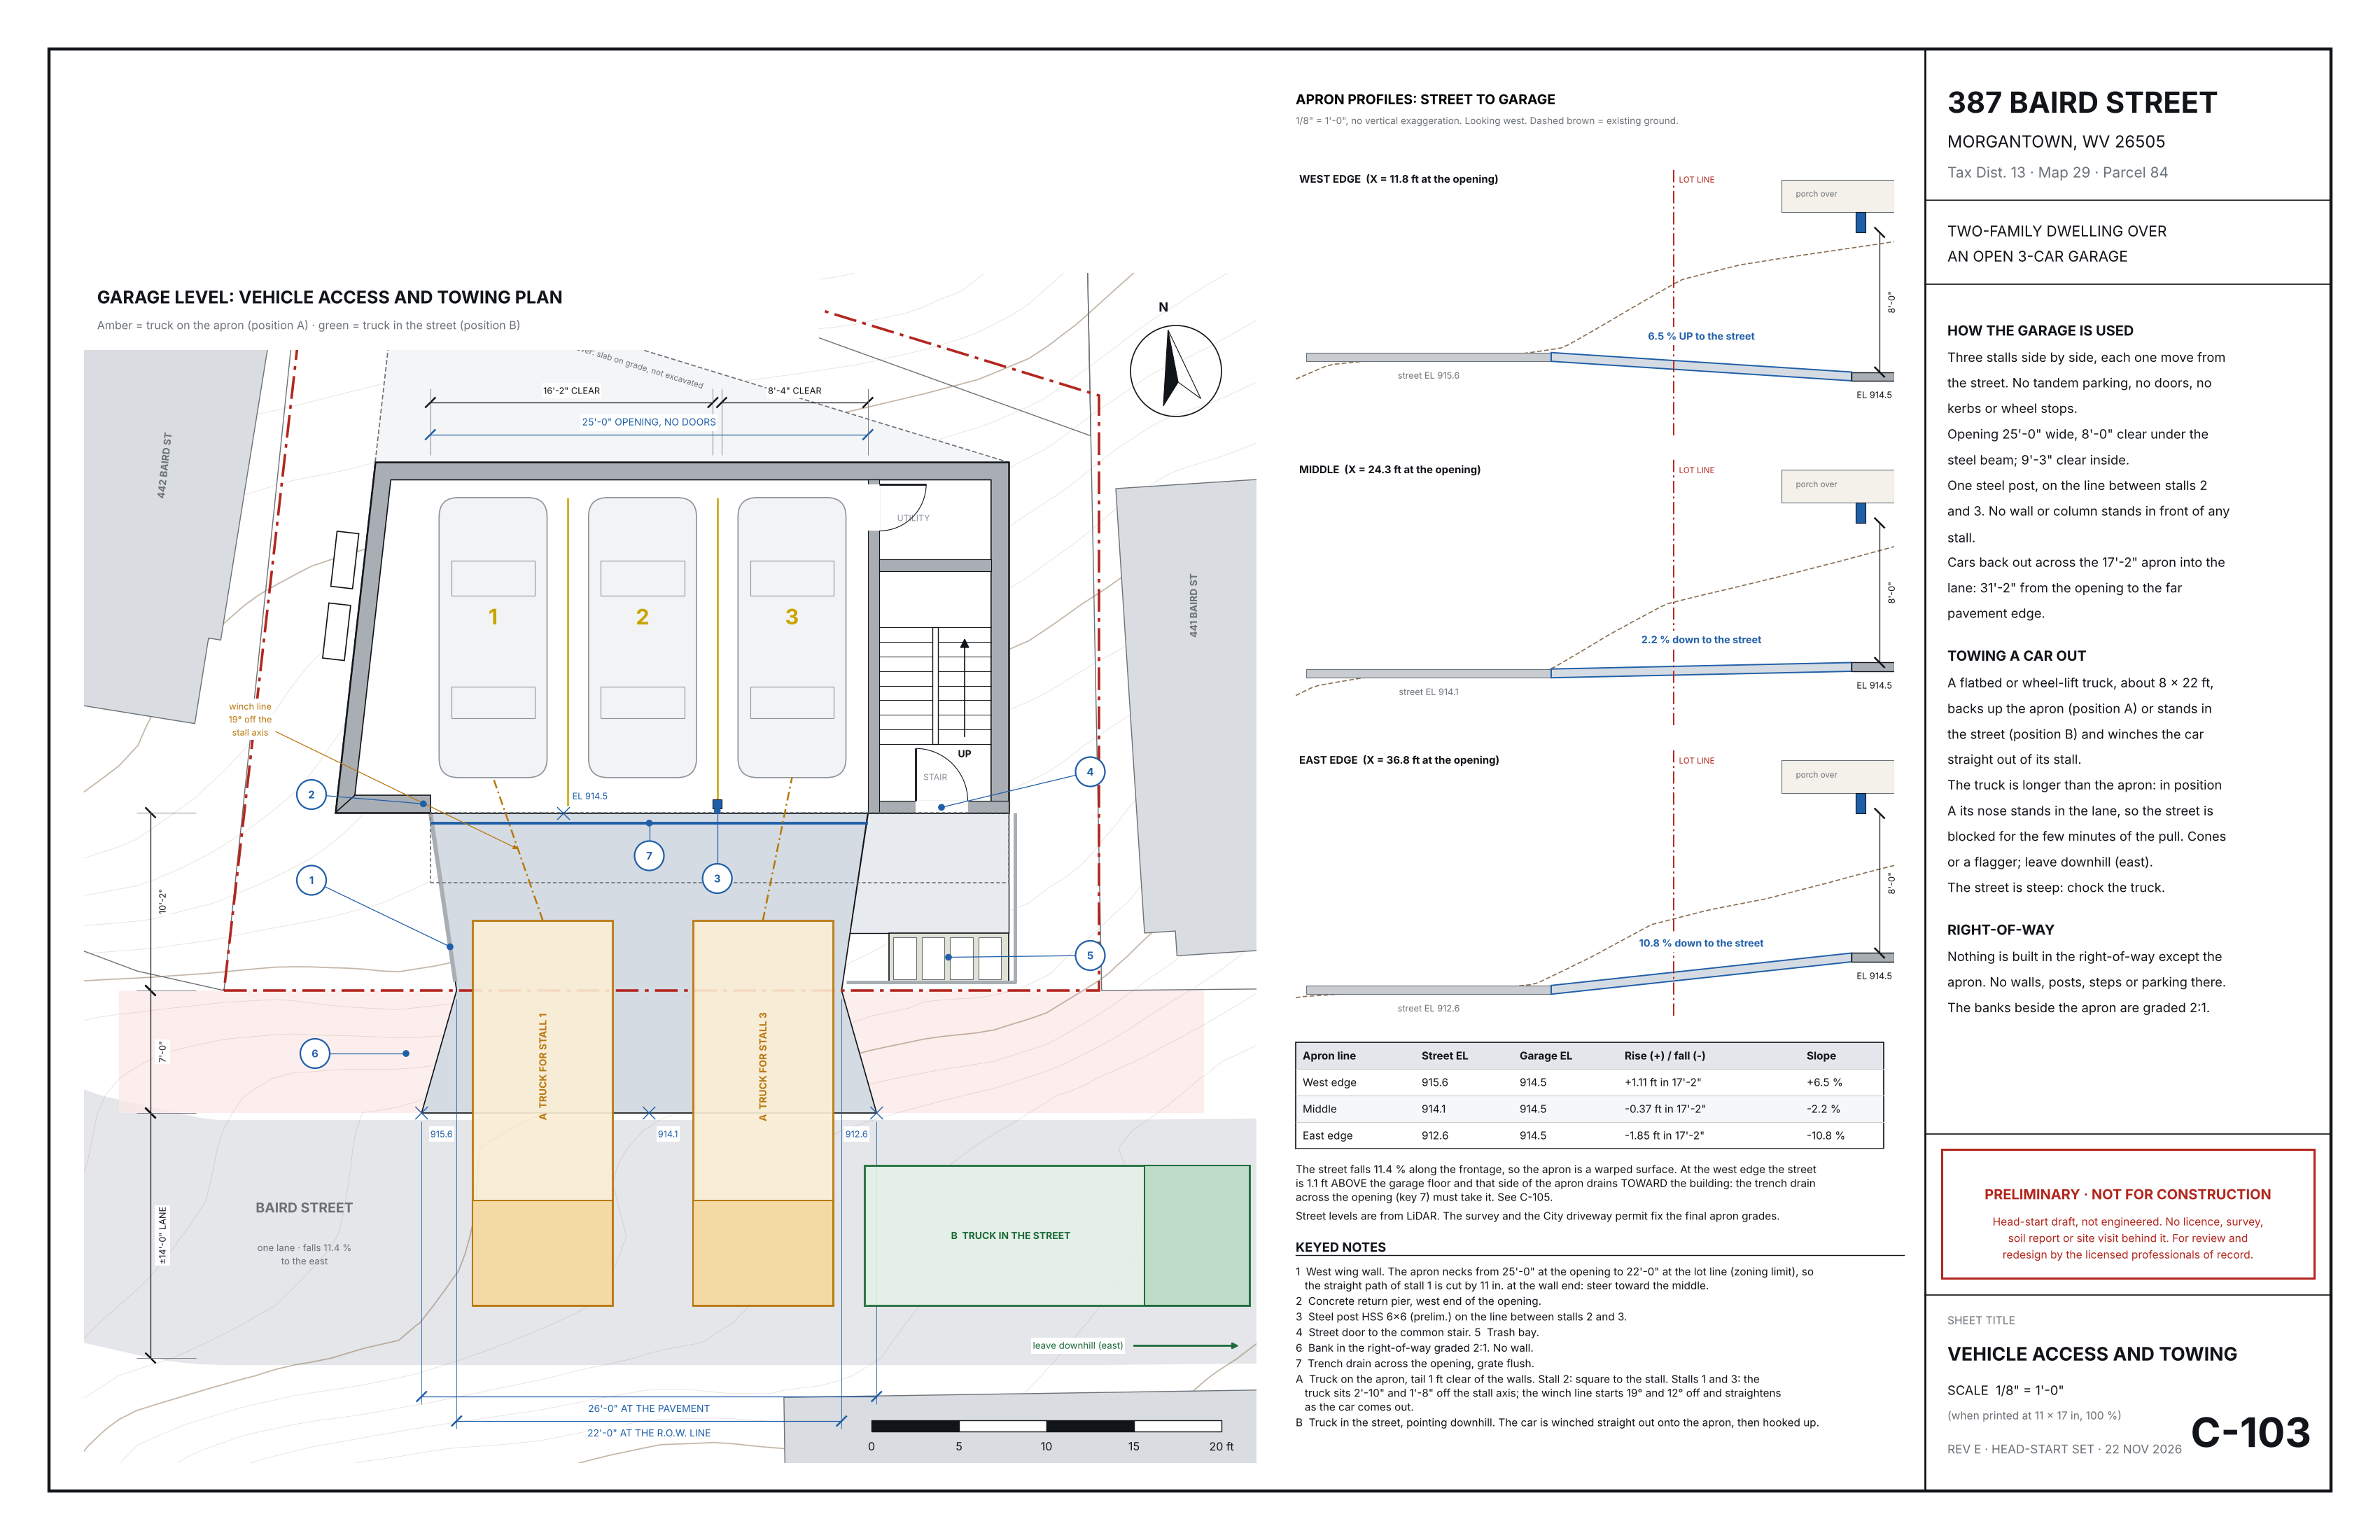 GARAGE LEVEL: VEHICLE ACCESS AND TOWING PLAN
Amber = truck on the apron (position A) · green = truck in the street (position B)
N
442 BAIRD ST
441 BAIRD ST
slab on grade, not excavated
16'-2" CLEAR
8'-4" CLEAR
25'-0" OPENING, NO DOORS
UTILITY
1
2
3
UP
STAIR
winch line
19° off the
stall axis
EL 914.5
2
4
7
3
1
5
6
10'-2"
7'-0"
±14'-0" LANE
A TRUCK FOR STALL 1
A TRUCK FOR STALL 3
915.6
914.1
912.6
BAIRD STREET
one lane · falls 11.4 %
to the east
B TRUCK IN THE STREET
leave downhill (east)
26'-0" AT THE PAVEMENT
22'-0" AT THE R.O.W. LINE
0 5 10 15 20 ft
APRON PROFILES: STREET TO GARAGE
1/8" = 1'-0", no vertical exaggeration. Looking west. Dashed brown = existing ground.
WEST EDGE (X = 11.8 ft at the opening)
LOT LINE
porch over
8'-0"
6.5 % UP to the street
street EL 915.6
EL 914.5
MIDDLE (X = 24.3 ft at the opening)
LOT LINE
porch over
8'-0"
2.2 % down to the street
street EL 914.1
EL 914.5
EAST EDGE (X = 36.8 ft at the opening)
LOT LINE
porch over
8'-0"
10.8 % down to the street
street EL 912.6
EL 914.5
Apron line Street EL Garage EL Rise (+) / fall (-) Slope
West edge 915.6 914.5 +1.11 ft in 17'-2" +6.5 %
Middle 914.1 914.5 -0.37 ft in 17'-2" -2.2 %
East edge 912.6 914.5 -1.85 ft in 17'-2" -10.8 %
The street falls 11.4 % along the frontage, so the apron is a warped surface. At the west edge the street
is 1.1 ft ABOVE the garage floor and that side of the apron drains TOWARD the building: the trench drain
across the opening (key 7) must take it. See C-105.
Street levels are from LiDAR. The survey and the City driveway permit fix the final apron grades.
KEYED NOTES
1 West wing wall. The apron necks from 25'-0" at the opening to 22'-0" at the lot line (zoning limit), so
the straight path of stall 1 is cut by 11 in. at the wall end: steer toward the middle.
2 Concrete return pier, west end of the opening.
3 Steel post HSS 6×6 (prelim.) on the line between stalls 2 and 3.
4 Street door to the common stair. 5 Trash bay.
6 Bank in the right-of-way graded 2:1. No wall.
7 Trench drain across the opening, grate flush.
A Truck on the apron, tail 1 ft clear of the walls. Stall 2: square to the stall. Stalls 1 and 3: the
truck sits 2'-10" and 1'-8" off the stall axis; the winch line starts 19° and 12° off and straightens
as the car comes out.
B Truck in the street, pointing downhill. The car is winched straight out onto the apron, then hooked up.
387 BAIRD STREET
MORGANTOWN, WV 26505
Tax Dist. 13 · Map 29 · Parcel 84
TWO-FAMILY DWELLING OVER
AN OPEN 3-CAR GARAGE
HOW THE GARAGE IS USED
Three stalls side by side, each one move from
the street. No tandem parking, no doors, no
kerbs or wheel stops.
Opening 25'-0" wide, 8'-0" clear under the
steel beam; 9'-3" clear inside.
One steel post, on the line between stalls 2
and 3. No wall or column stands in front of any
stall.
Cars back out across the 17'-2" apron into the
lane: 31'-2" from the opening to the far
pavement edge.
TOWING A CAR OUT
A flatbed or wheel-lift truck, about 8 × 22 ft,
backs up the apron (position A) or stands in
the street (position B) and winches the car
straight out of its stall.
The truck is longer than the apron: in position
A its nose stands in the lane, so the street is
blocked for the few minutes of the pull. Cones
or a flagger; leave downhill (east).
The street is steep: chock the truck.
RIGHT-OF-WAY
Nothing is built in the right-of-way except the
apron. No walls, posts, steps or parking there.
The banks beside the apron are graded 2:1.
PRELIMINARY · NOT FOR CONSTRUCTION
Head-start draft, not engineered. No licence, survey,
soil report or site visit behind it. For review and
redesign by the licensed professionals of record.
SHEET TITLE
VEHICLE ACCESS AND TOWING
SCALE 1/8" = 1'-0"
(when printed at 11 × 17 in, 100 %)
REV E · HEAD-START SET · 22 NOV 2026
C-103